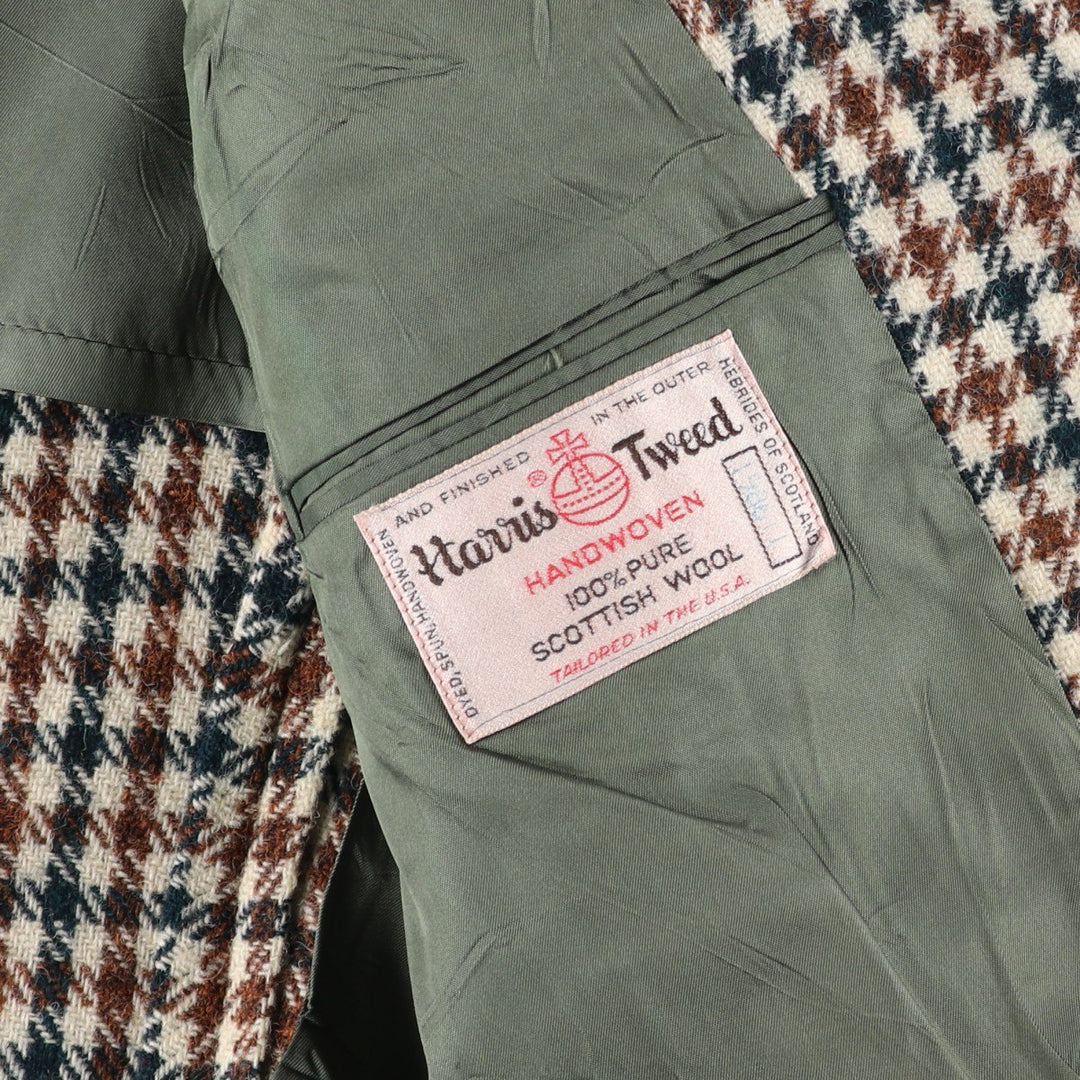 DYED, SPUN, HANDWOVEN AND FINISHED IN THE OUTER HEBRIDES OF SCOTLAND
Harris ® Tweed
HANDWOVEN
100% PURE
SCOTTISH WOOL
TAILORED IN THE U.S.A.